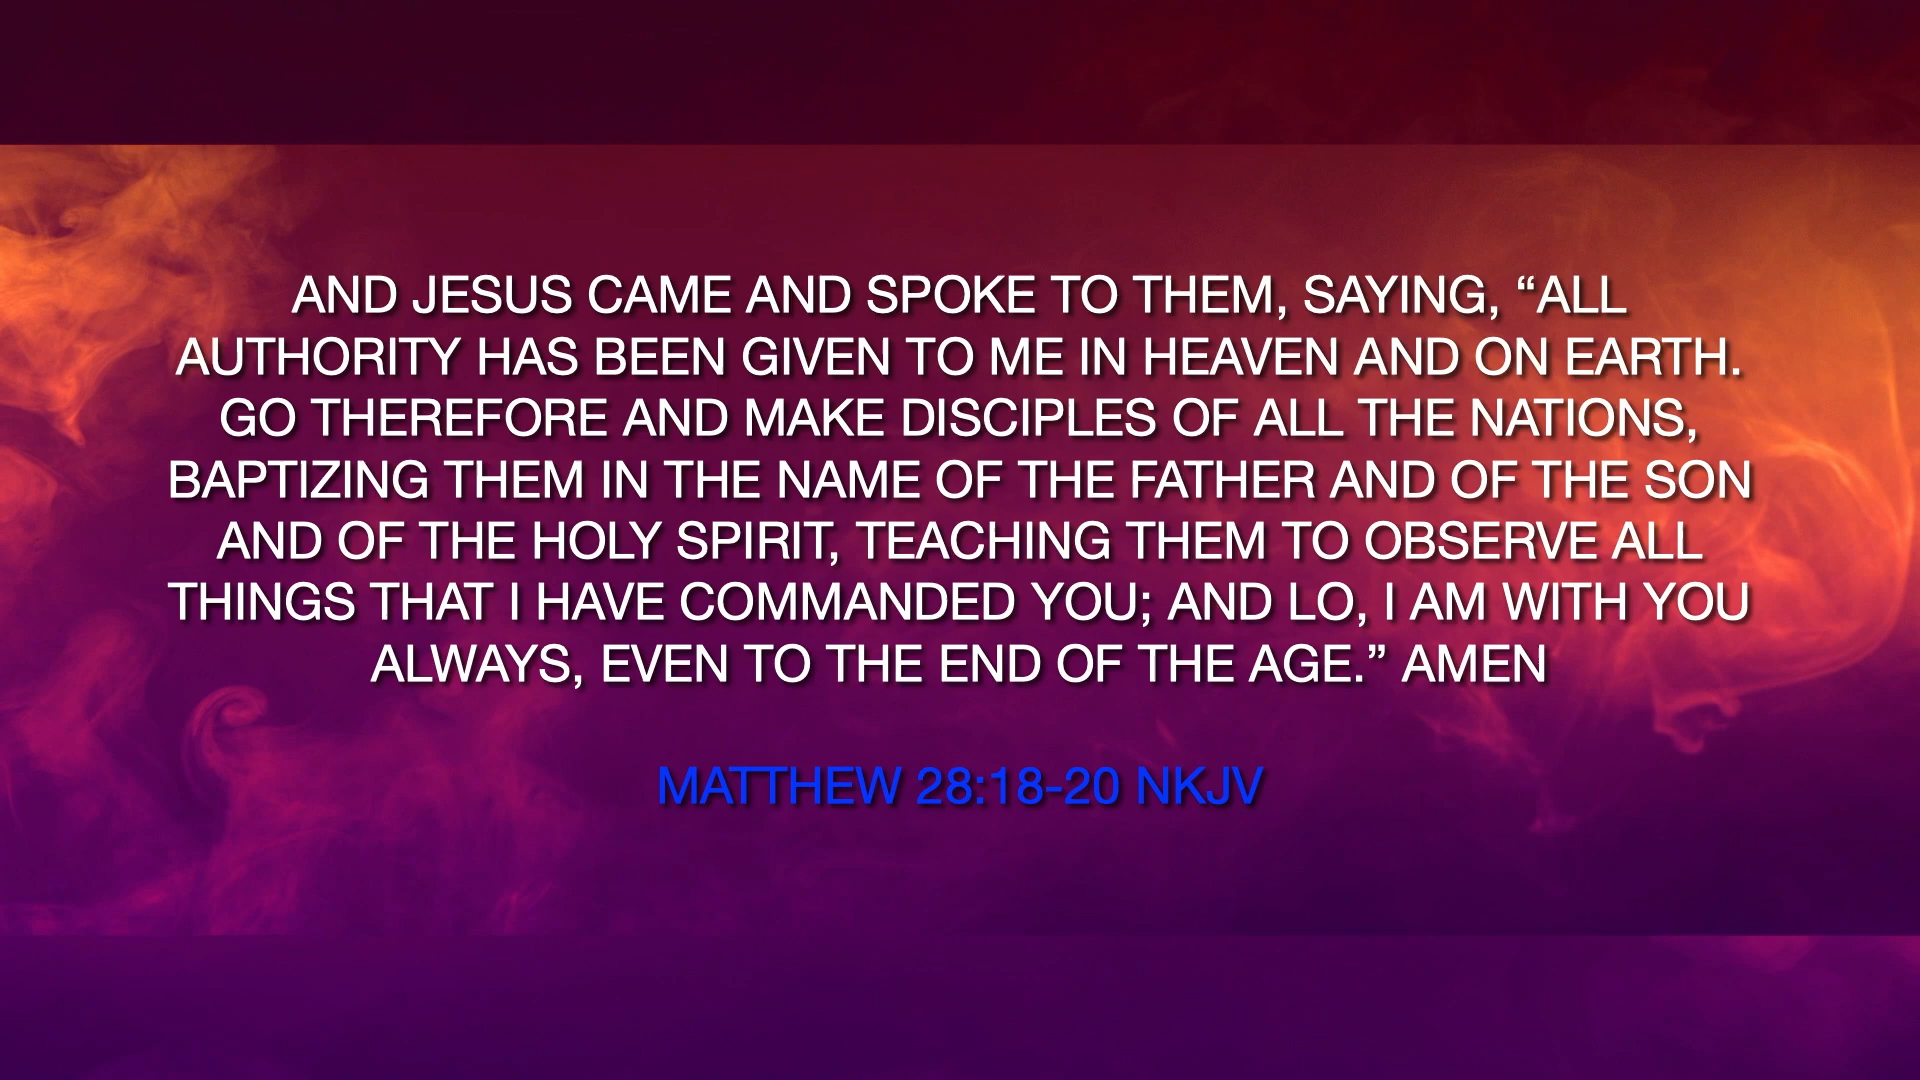 AND JESUS CAME AND SPOKE TO THEM, SAYING, “ALL
AUTHORITY HAS BEEN GIVEN TO ME IN HEAVEN AND ON EARTH.
GO THEREFORE AND MAKE DISCIPLES OF ALL THE NATIONS,
BAPTIZING THEM IN THE NAME OF THE FATHER AND OF THE SON
AND OF THE HOLY SPIRIT, TEACHING THEM TO OBSERVE ALL
THINGS THAT I HAVE COMMANDED YOU; AND LO, I AM WITH YOU
ALWAYS, EVEN TO THE END OF THE AGE.” AMEN
MATTHEW 28:18-20 NKJV